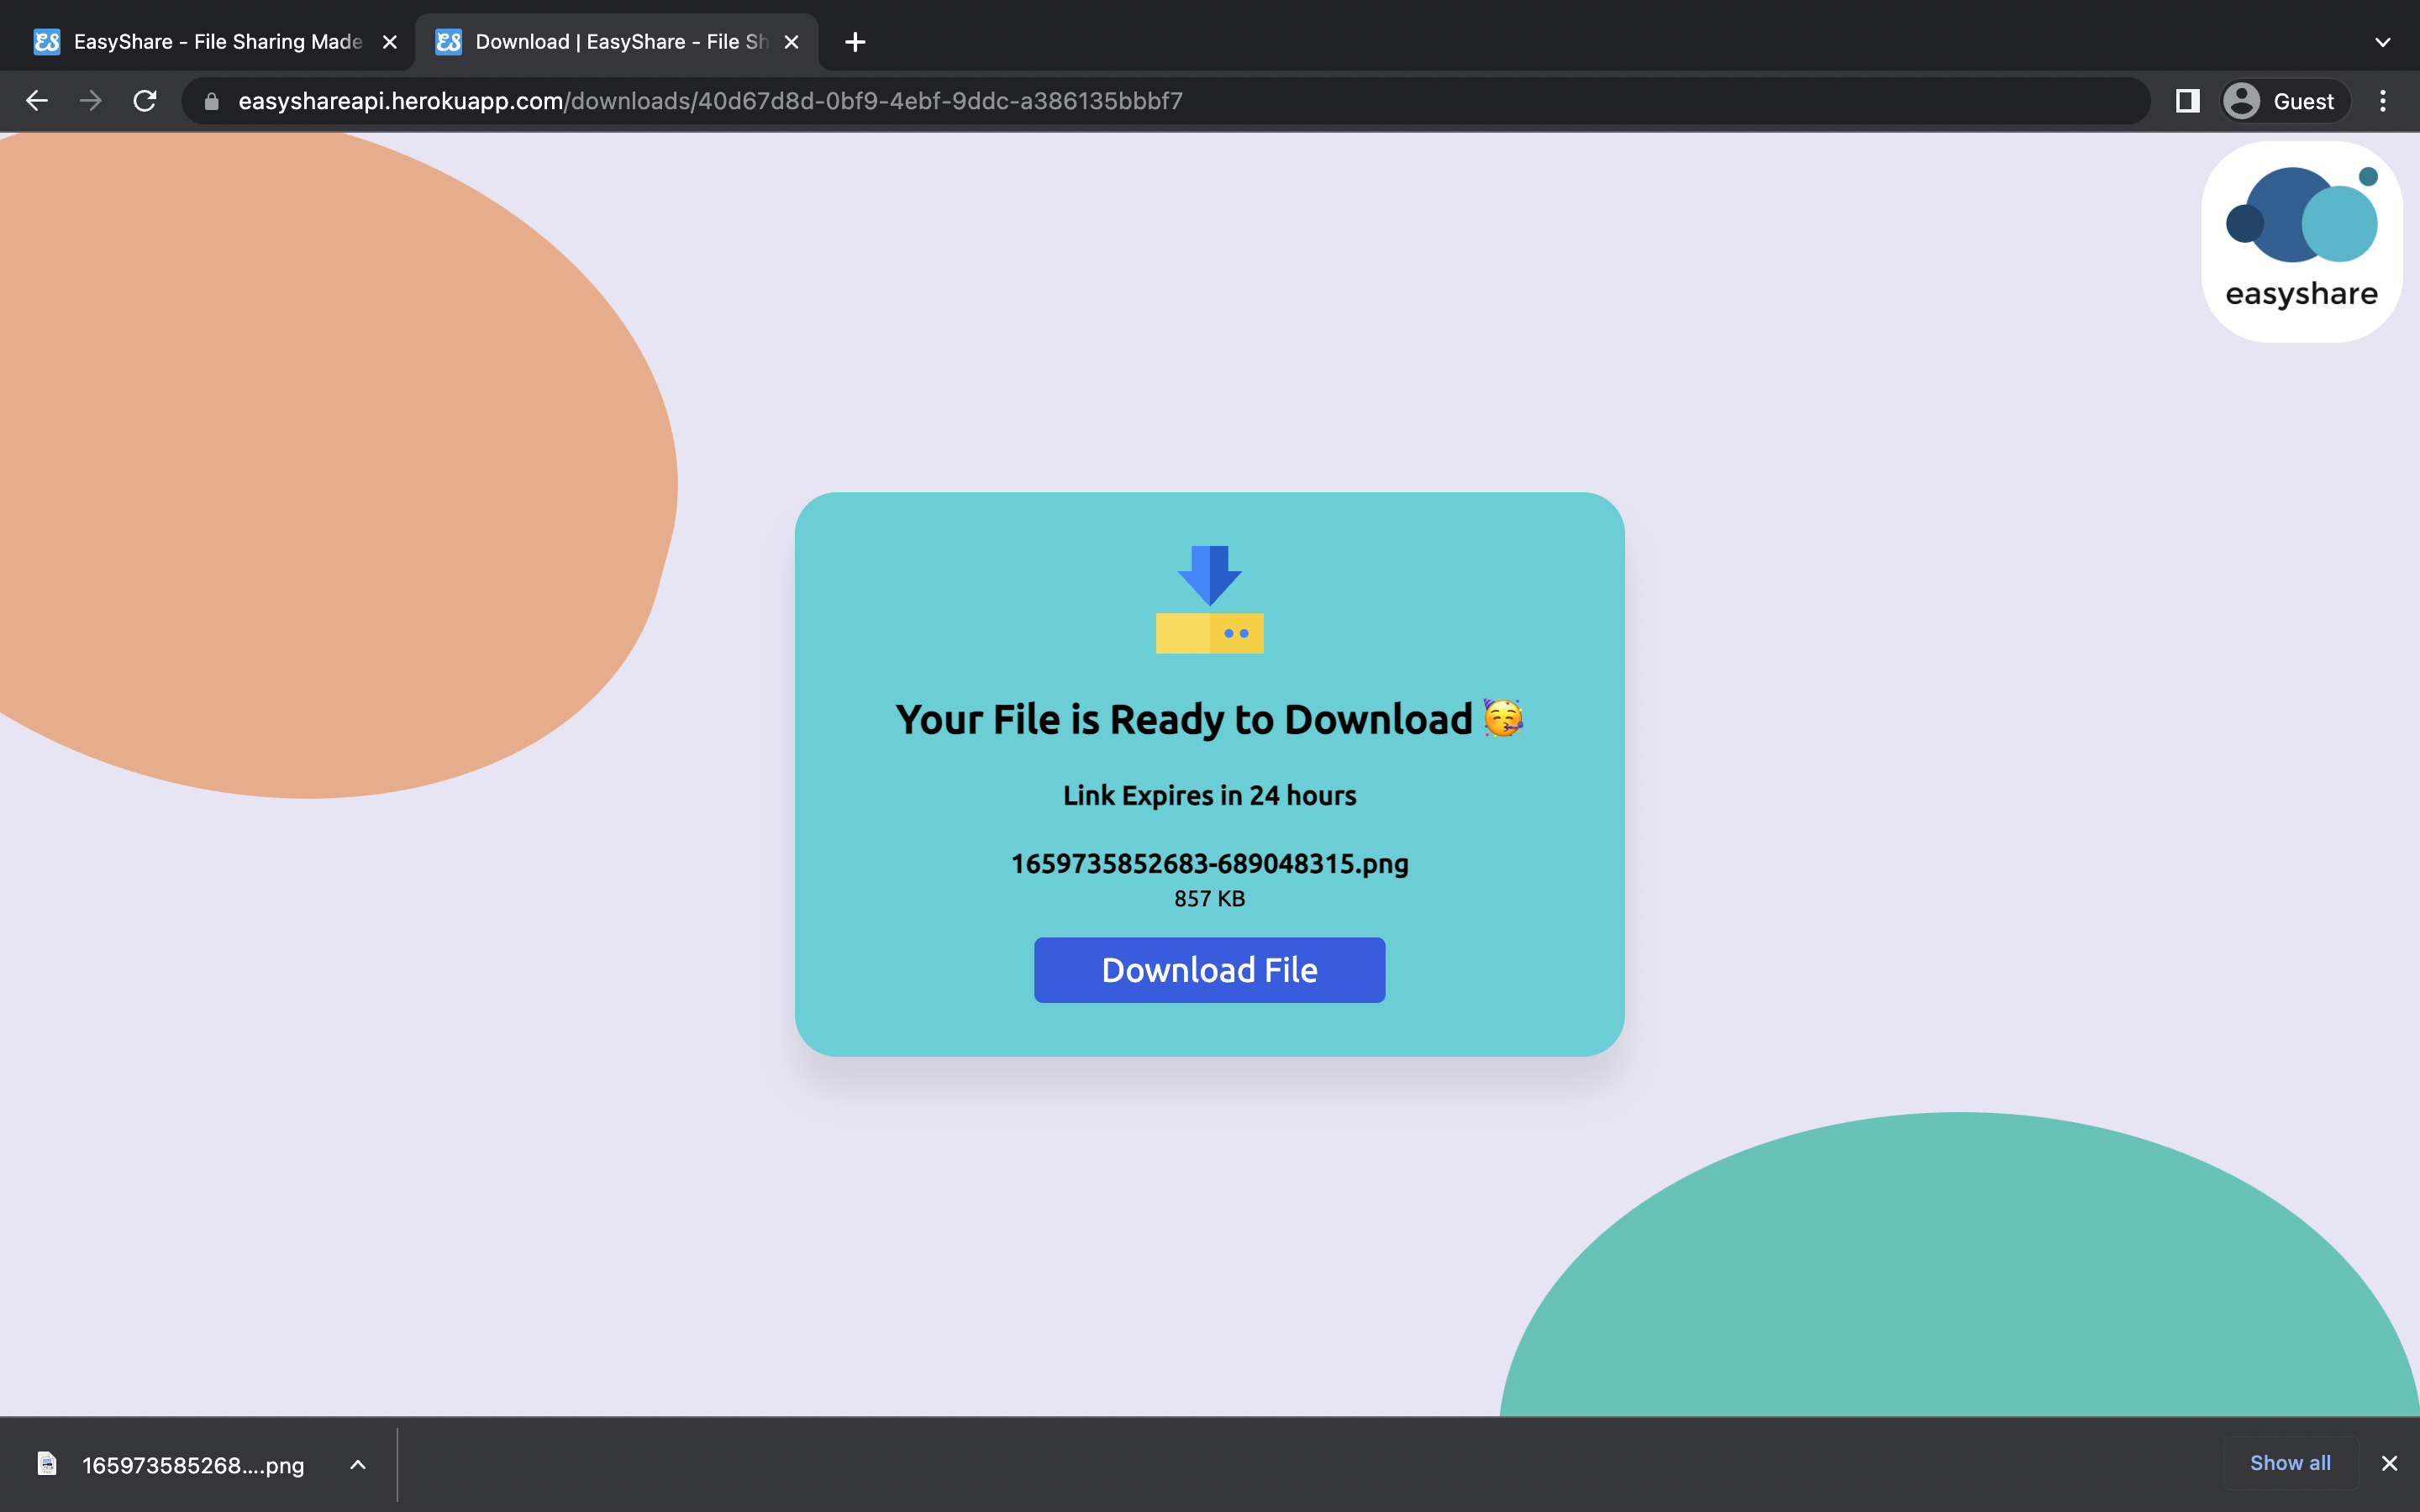 EasyShare - File Sharing Made
Download | EasyShare - File Sh
easyshareapi.herokuapp.com/downloads/40d67d8d-0bf9-4ebf-9ddc-a386135bbbf7
Guest
easyshare
Your File is Ready to Download 🥳
Link Expires in 24 hours
1659735852683-689048315.png
857 KB
Download File
165973585268....png
Show all